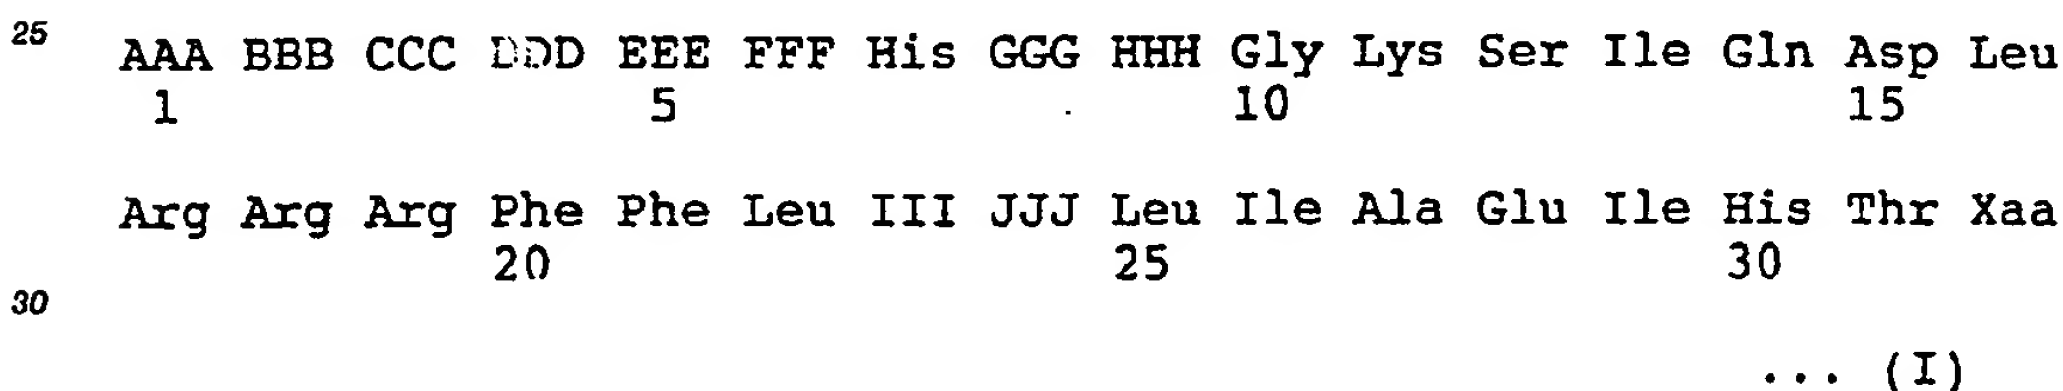 25
AAA BBB CCC DDD EEE FFF His GGG HHH Gly Lys Ser Ile Gln Asp Leu
1 5 10 15
Arg Arg Arg Phe Phe Leu III JJJ Leu Ile Ala Glu Ile His Thr Xaa
20 25 30
30
... (I)